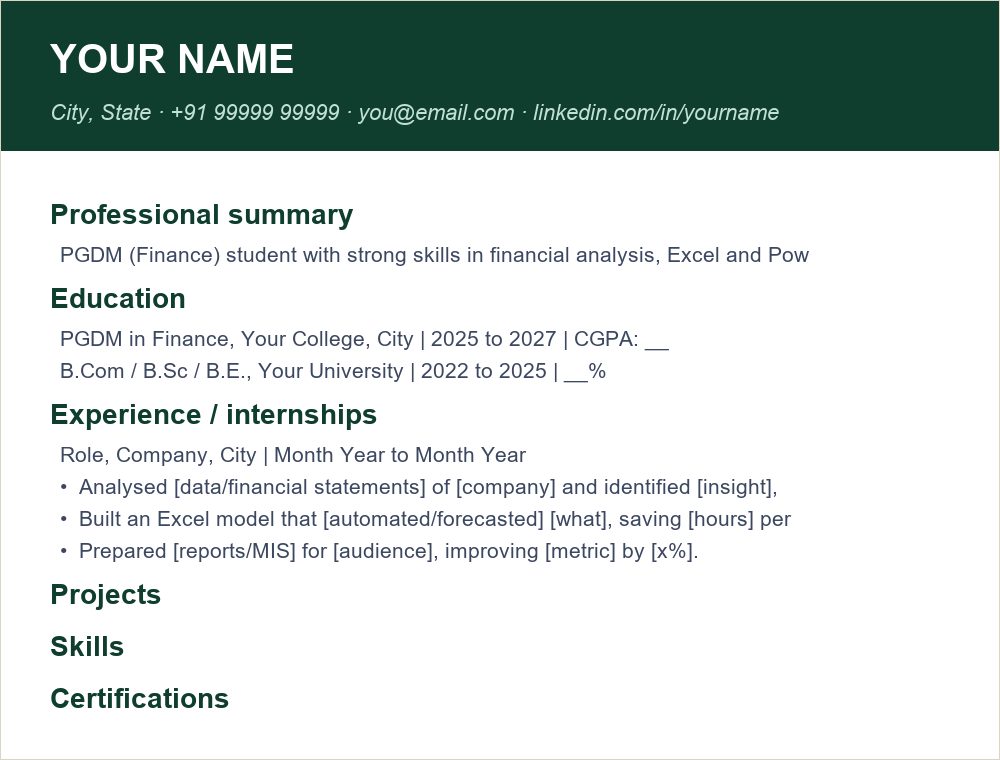 YOUR NAME
City, State · +91 99999 99999 · you@email.com · linkedin.com/in/yourname
Professional summary
PGDM (Finance) student with strong skills in financial analysis, Excel and Pow
Education
PGDM in Finance, Your College, City | 2025 to 2027 | CGPA: __
B.Com / B.Sc / B.E., Your University | 2022 to 2025 | __%
Experience / internships
Role, Company, City | Month Year to Month Year
• Analysed [data/financial statements] of [company] and identified [insight],
• Built an Excel model that [automated/forecasted] [what], saving [hours] per
• Prepared [reports/MIS] for [audience], improving [metric] by [x%].
Projects
Skills
Certifications